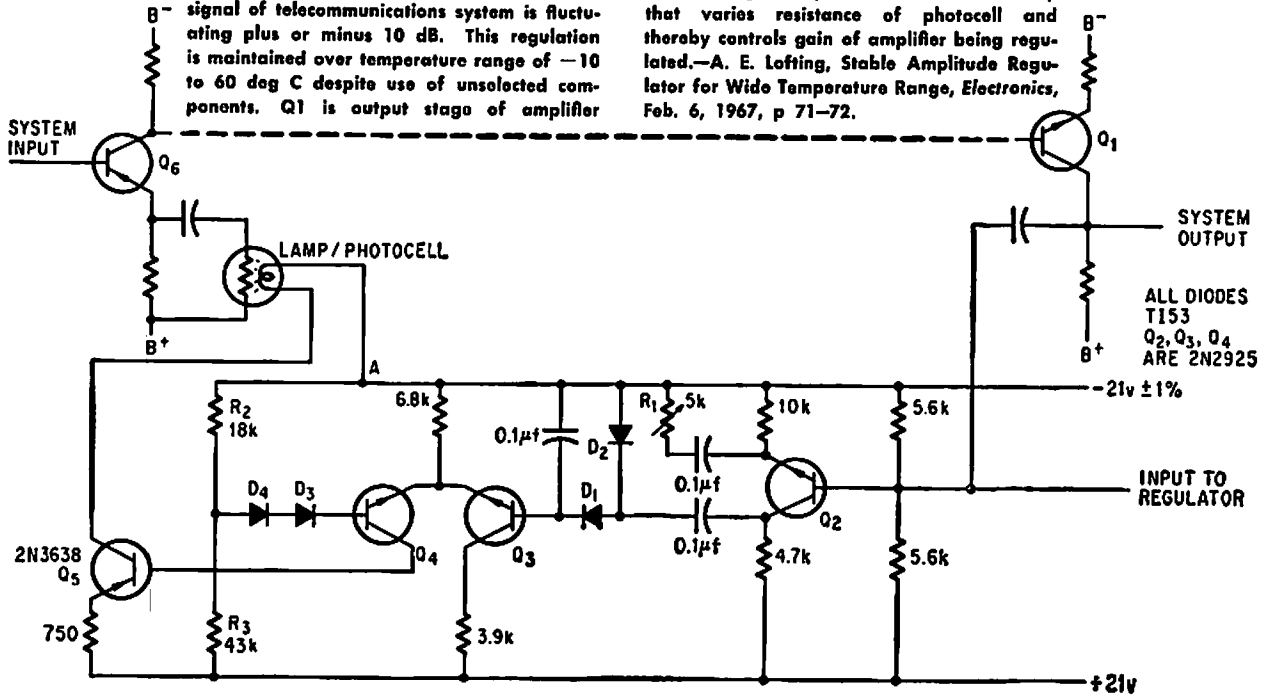 signal of telecommunications system is fluctu-
ating plus or minus 10 dB. This regulation
is maintained over temperature range of −10
to 60 deg C despite use of unselected com-
ponents. Q1 is output stage of amplifier
that varies resistance of photocell and
thereby controls gain of amplifier being regu-
lated.—A. E. Lofting, Stable Amplitude Regu-
lator for Wide Temperature Range, Electronics,
Feb. 6, 1967, p 71–72.
B-
B-
SYSTEM
INPUT
Q6
Q1
LAMP/PHOTOCELL
SYSTEM
OUTPUT
B+
B+
ALL DIODES
TI53
Q2, Q3, Q4
ARE 2N2925
A
-21v ±1%
R2
18k
6.8k
0.1μf
D2
R1
5k
10k
5.6k
0.1μf
D4
D3
D1
INPUT TO
REGULATOR
Q4
Q3
0.1μf
Q2
2N3638
Q5
4.7k
5.6k
750
R3
43k
3.9k
+21v